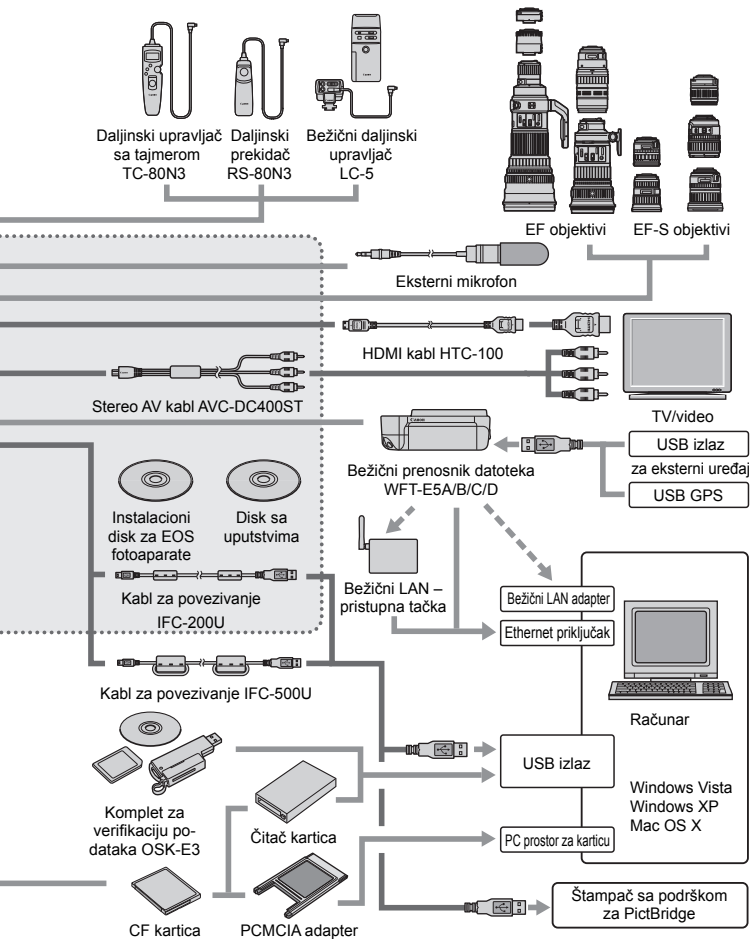 Daljinski upravljač
sa tajmerom
TC-80N3
Daljinski
prekidač
RS-80N3
Bežični daljinski
upravljač
LC-5
EF objektivi
EF-S objektivi
Eksterni mikrofon
HDMI kabl HTC-100
Stereo AV kabl AVC-DC400ST
TV/video
Canon
Bežični prenosnik datoteka
WFT-E5A/B/C/D
USB izlaz
za eksterni uređaj
USB GPS
Instalacioni
disk za EOS
fotoaparate
Disk sa
uputstvima
Bežični LAN –
pristupna tačka
Bežični LAN adapter
Ethernet priključak
Kabl za povezivanje
IFC-200U
Kabl za povezivanje IFC-500U
Računar
USB izlaz
Windows Vista
Windows XP
Mac OS X
Komplet za
verifikaciju po-
dataka OSK-E3
Čitač kartica
PC prostor za karticu
CF kartica
PCMCIA adapter
Štampač sa podrškom
za PictBridge